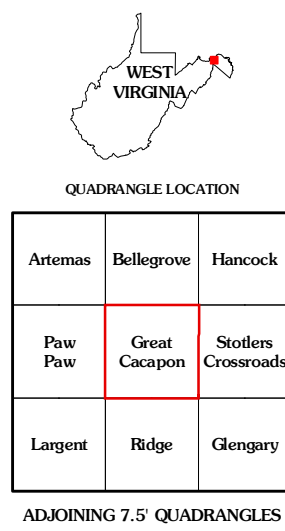 WEST
VIRGINIA
QUADRANGLE LOCATION
Artemas Bellegrove Hancock
Paw Great Stotlers
Paw Cacapon Crossroads
Largent Ridge Glengary
ADJOINING 7.5' QUADRANGLES